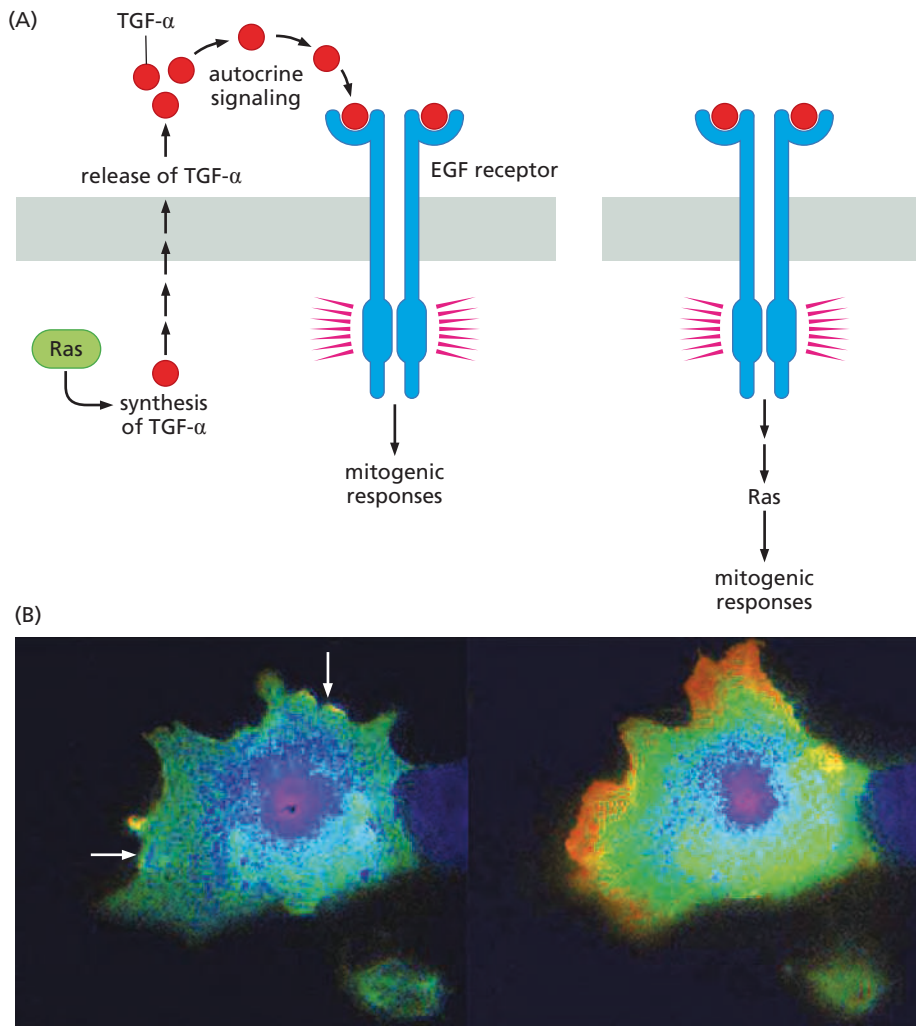 (A)
TGF-α
autocrine
signaling
release of TGF-α
EGF receptor
Ras
synthesis
of TGF-α
mitogenic
responses
Ras
mitogenic
responses
(B)